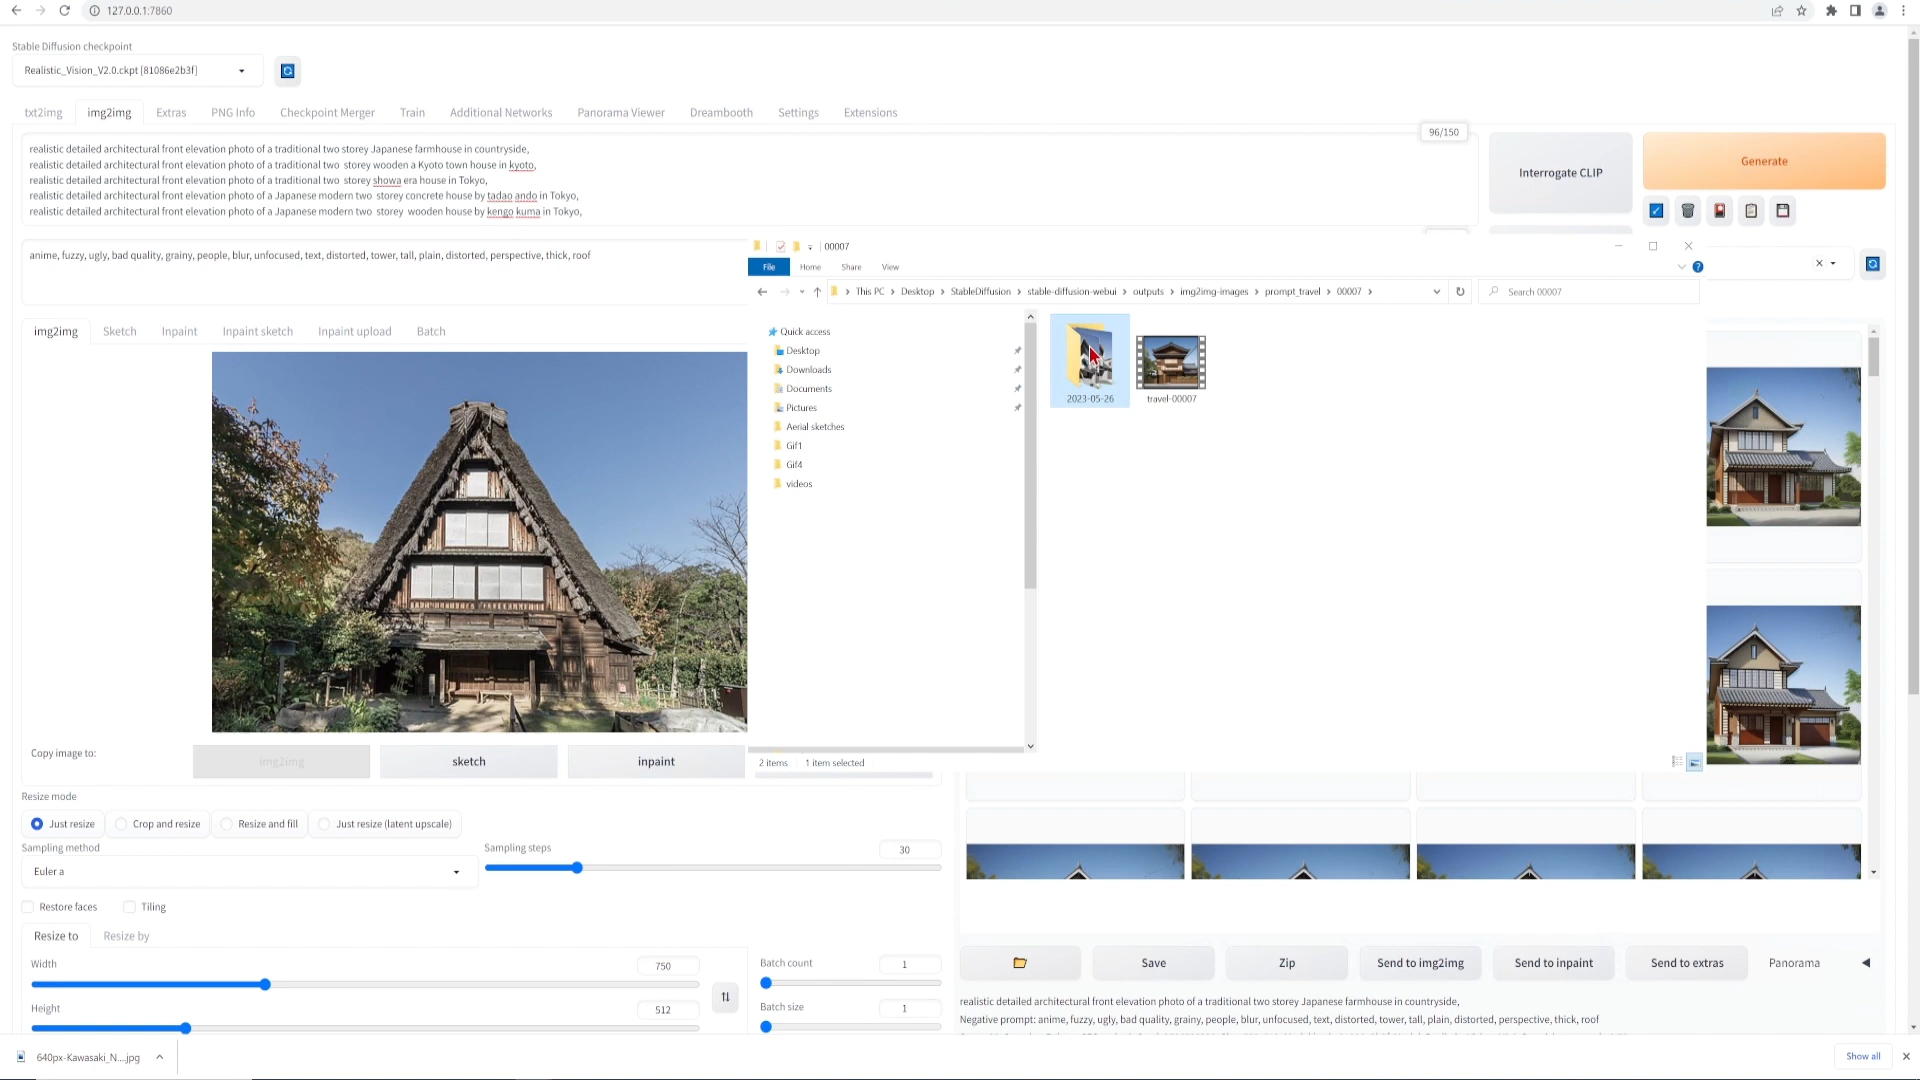 127.0.0.1:7860
Stable Diffusion checkpoint
Realistic_Vision_V2.0.ckpt [81086e2b3f]
txt2img img2img Extras PNG Info Checkpoint Merger Train Additional Networks Panorama Viewer Dreambooth Settings Extensions
96/150
realistic detailed architectural front elevation photo of a traditional two storey Japanese farmhouse in countryside,
realistic detailed architectural front elevation photo of a traditional two storey wooden a Kyoto town house in kyoto,
realistic detailed architectural front elevation photo of a traditional two storey showa era house in Tokyo,
realistic detailed architectural front elevation photo of a Japanese modern two storey concrete house by tadao ando in Tokyo,
realistic detailed architectural front elevation photo of a Japanese modern two storey wooden house by kengo kuma in Tokyo,
Interrogate CLIP
Generate
anime, fuzzy, ugly, bad quality, grainy, people, blur, unfocused, text, distorted, tower, tall, plain, distorted, perspective, thick, roof
00007
File Home Share View
This PC Desktop StableDiffusion stable-diffusion-webui outputs img2img-images prompt_travel 00007
Search 00007
Quick access
Desktop
Downloads
Documents
Pictures
Aerial sketches
Gif1
Gif4
videos
2023-05-26
travel-00007
2 items 1 item selected
img2img Sketch Inpaint Inpaint sketch Inpaint upload Batch
Copy image to:
img2img
sketch
inpaint
Resize mode
Just resize Crop and resize Resize and fill Just resize (latent upscale)
Sampling method
Euler a
Sampling steps
30
Restore faces Tiling
Resize to Resize by
Width
750
Height
512
Batch count
1
Batch size
1
Save
Zip
Send to img2img
Send to inpaint
Send to extras
Panorama
realistic detailed architectural front elevation photo of a traditional two storey Japanese farmhouse in countryside,
Negative prompt: anime, fuzzy, ugly, bad quality, grainy, people, blur, unfocused, text, distorted, tower, tall, plain, distorted, perspective, thick, roof
640px-Kawasaki_N....jpg
Show all